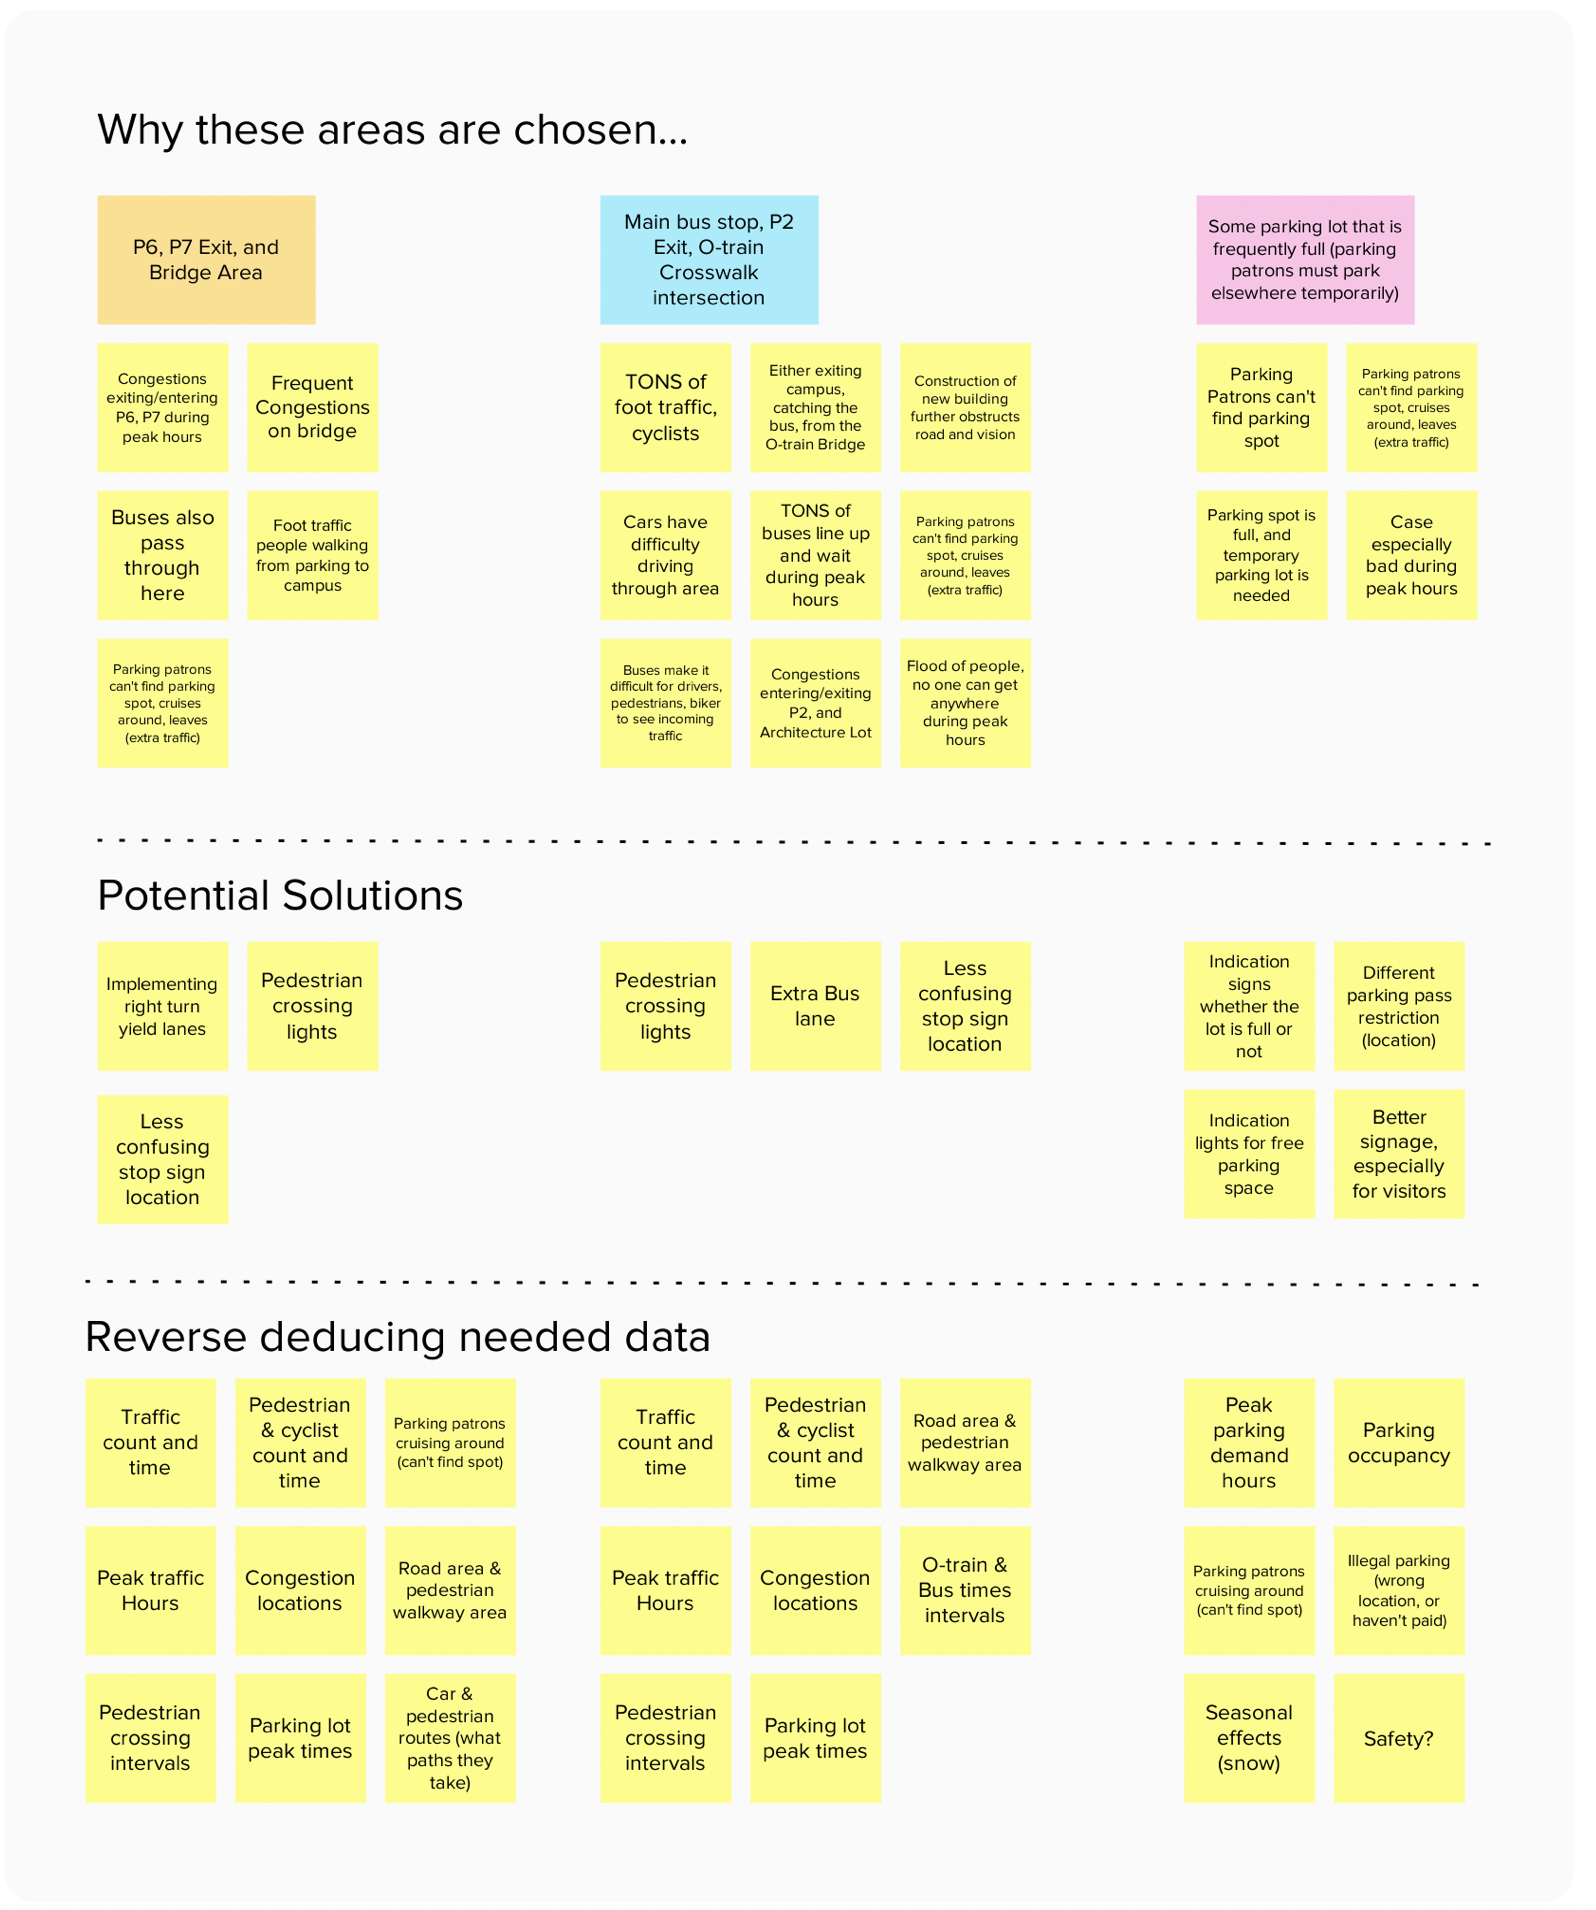 Why these areas are chosen...
P6, P7 Exit, and
Bridge Area
Main bus stop, P2
Exit, O-train
Crosswalk
intersection
Some parking lot that is
frequently full (parking
patrons must park
elsewhere temporarily)
Congestions
exiting/entering
P6, P7 during
peak hours
Frequent
Congestions
on bridge
TONS of
foot traffic,
cyclists
Either exiting
campus,
catching the
bus, from the
O-train Bridge
Construction of
new building
further obstructs
road and vision
Parking
Patrons can't
find parking
spot
Parking patrons
can't find parking
spot, cruises
around, leaves
(extra traffic)
Buses also
pass
through
here
Foot traffic
people walking
from parking to
campus
Cars have
difficulty
driving
through area
TONS of
buses line up
and wait
during peak
hours
Parking patrons
can't find parking
spot, cruises
around, leaves
(extra traffic)
Parking spot is
full, and
temporary
parking lot is
needed
Case
especially
bad during
peak hours
Parking patrons
can't find parking
spot, cruises
around, leaves
(extra traffic)
Buses make it
difficult for drivers,
pedestrians, biker
to see incoming
traffic
Congestions
entering/exiting
P2, and
Architecture Lot
Flood of people,
no one can get
anywhere
during peak
hours
Potential Solutions
Implementing
right turn
yield lanes
Pedestrian
crossing
lights
Pedestrian
crossing
lights
Extra Bus
lane
Less
confusing
stop sign
location
Indication
signs
whether the
lot is full or
not
Different
parking pass
restriction
(location)
Less
confusing
stop sign
location
Indication
lights for free
parking
space
Better
signage,
especially
for visitors
Reverse deducing needed data
Traffic
count and
time
Pedestrian
& cyclist
count and
time
Parking patrons
cruising around
(can't find spot)
Traffic
count and
time
Pedestrian
& cyclist
count and
time
Road area &
pedestrian
walkway area
Peak
parking
demand
hours
Parking
occupancy
Peak traffic
Hours
Congestion
locations
Road area &
pedestrian
walkway area
Peak traffic
Hours
Congestion
locations
O-train &
Bus times
intervals
Parking patrons
cruising around
(can't find spot)
Illegal parking
(wrong
location, or
haven't paid)
Pedestrian
crossing
intervals
Parking lot
peak times
Car &
pedestrian
routes (what
paths they
take)
Pedestrian
crossing
intervals
Parking lot
peak times
Seasonal
effects
(snow)
Safety?